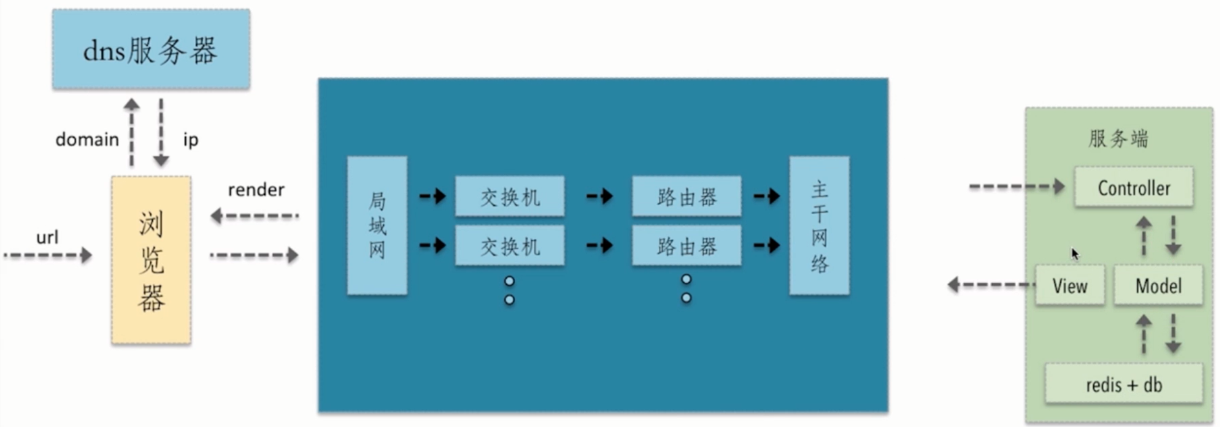 dns服务器
domain
ip
url
浏览器
render
局域网
交换机
路由器
交换机
路由器
主干网络
服务端
Controller
View
Model
redis + db